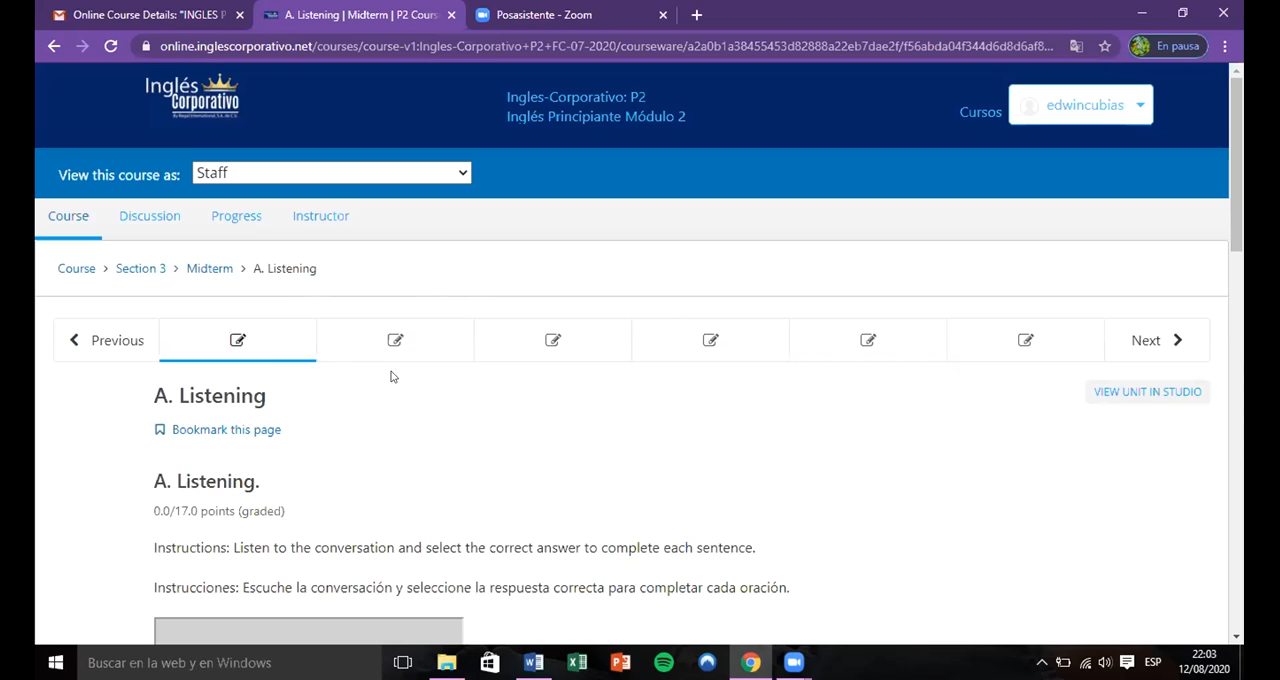 Online Course Details: "INGLES P
A. Listening | Midterm | P2 Cours
Posasistente - Zoom
online.inglescorporativo.net/courses/course-v1:Ingles-Corporativo+P2+FC-07-2020/courseware/a2a0b1a38455453d82888a22eb7dae2f/f56abda04f344d6d8d6af8...
En pausa
Inglés
Corporativo
By Regal International, S.A. de C.V.
Ingles-Corporativo: P2
Inglés Principiante Módulo 2
Cursos
edwincubias
View this course as:
Staff
Course
Discussion
Progress
Instructor
Course > Section 3 > Midterm > A. Listening
Previous
Next
A. Listening
VIEW UNIT IN STUDIO
Bookmark this page
A. Listening.
0.0/17.0 points (graded)
Instructions: Listen to the conversation and select the correct answer to complete each sentence.
Instrucciones: Escuche la conversación y seleccione la respuesta correcta para completar cada oración.
Buscar en la web y en Windows
ESP
22:03
12/08/2020